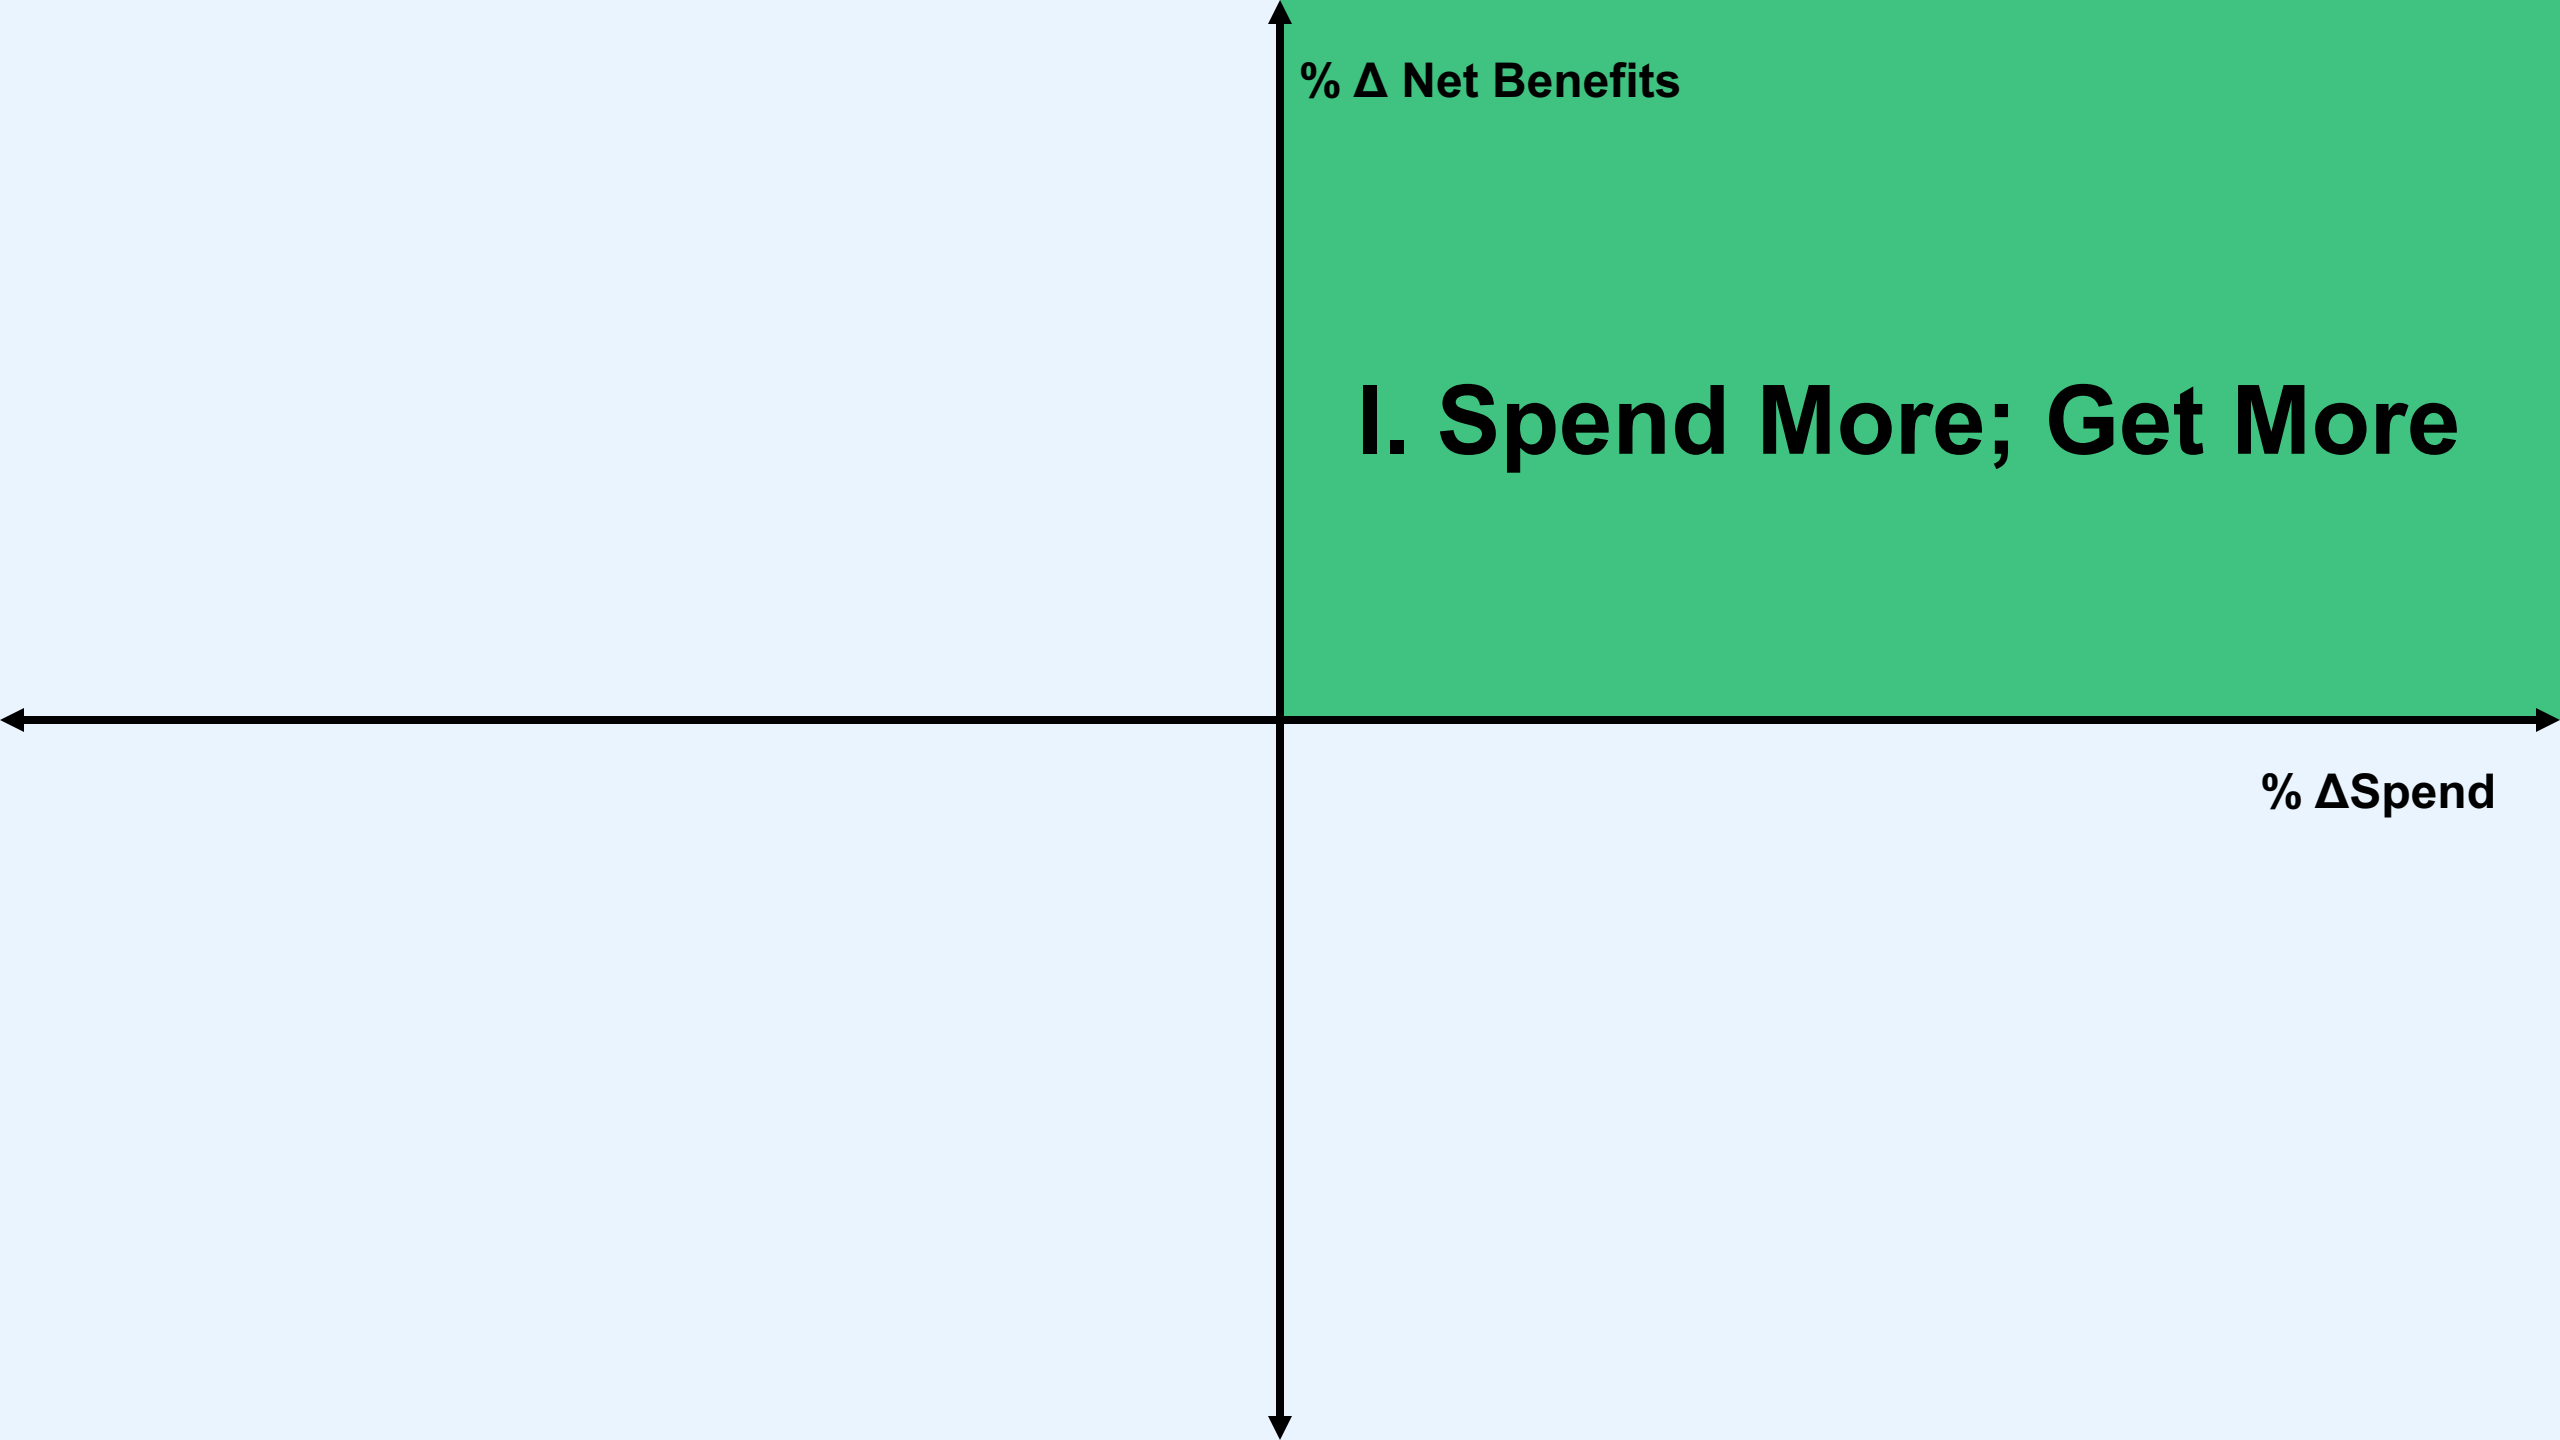 % Δ Net Benefits
I. Spend More; Get More
% ΔSpend